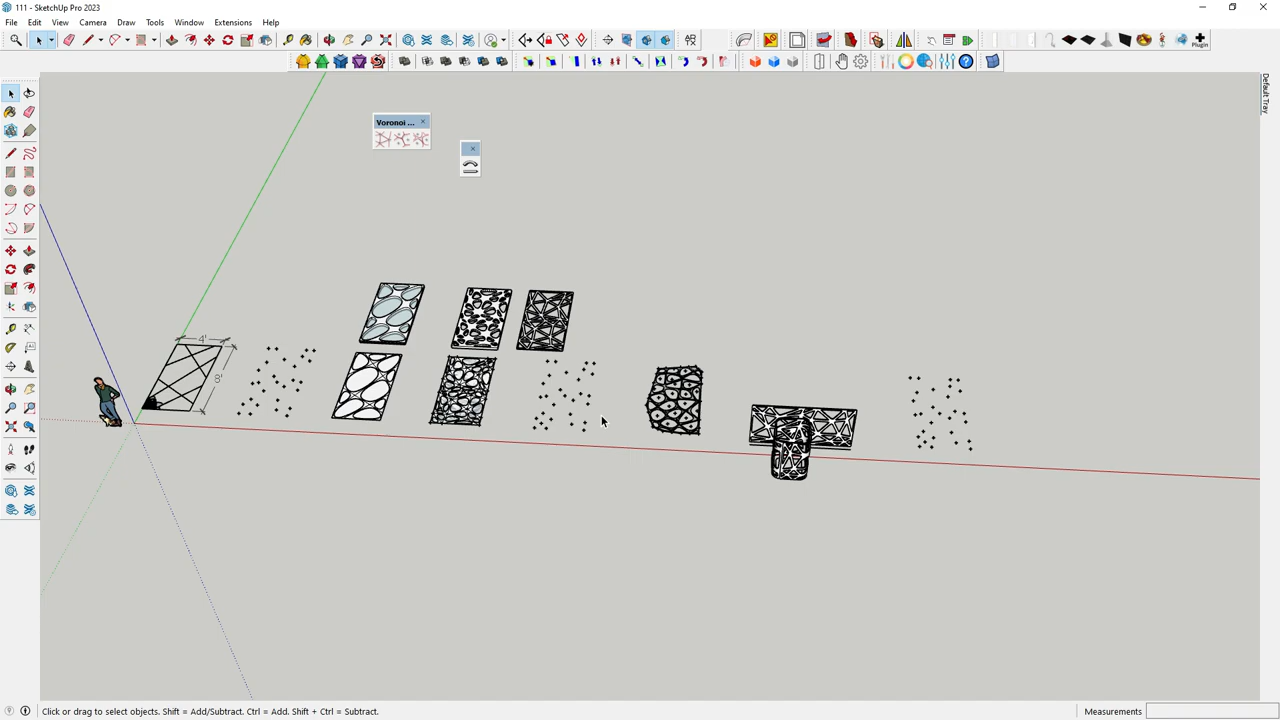 111 - SketchUp Pro 2023
File Edit View Camera Draw Tools Window Extensions Help
Plugin
Default Tray
Voronoi ...
4'
8'
Click or drag to select objects. Shift = Add/Subtract. Ctrl = Add. Shift + Ctrl = Subtract.
Measurements